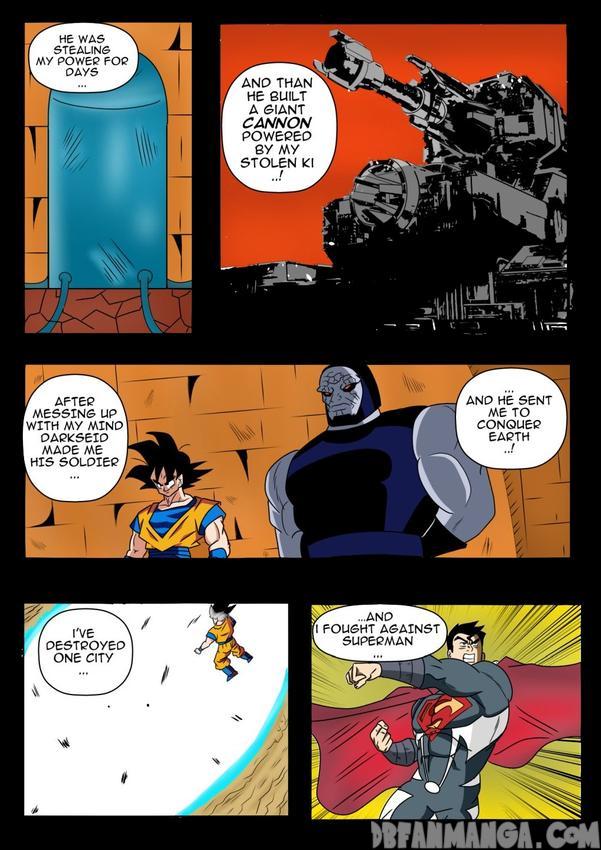 HE WAS
STEALING
MY POWER FOR
DAYS
...
AND THAN
HE BUILT
A GIANT
CANNON
POWERED
BY MY
STOLEN KI
..!
AFTER
MESSING UP
WITH MY MIND
DARKSEID
MADE ME
HIS SOLDIER
...
...
AND HE SENT
ME TO
CONQUER
EARTH
..!
I'VE
DESTROYED
ONE CITY
...
...AND
I FOUGHT AGAINST
SUPERMAN
...
DBFANMANGA.COM